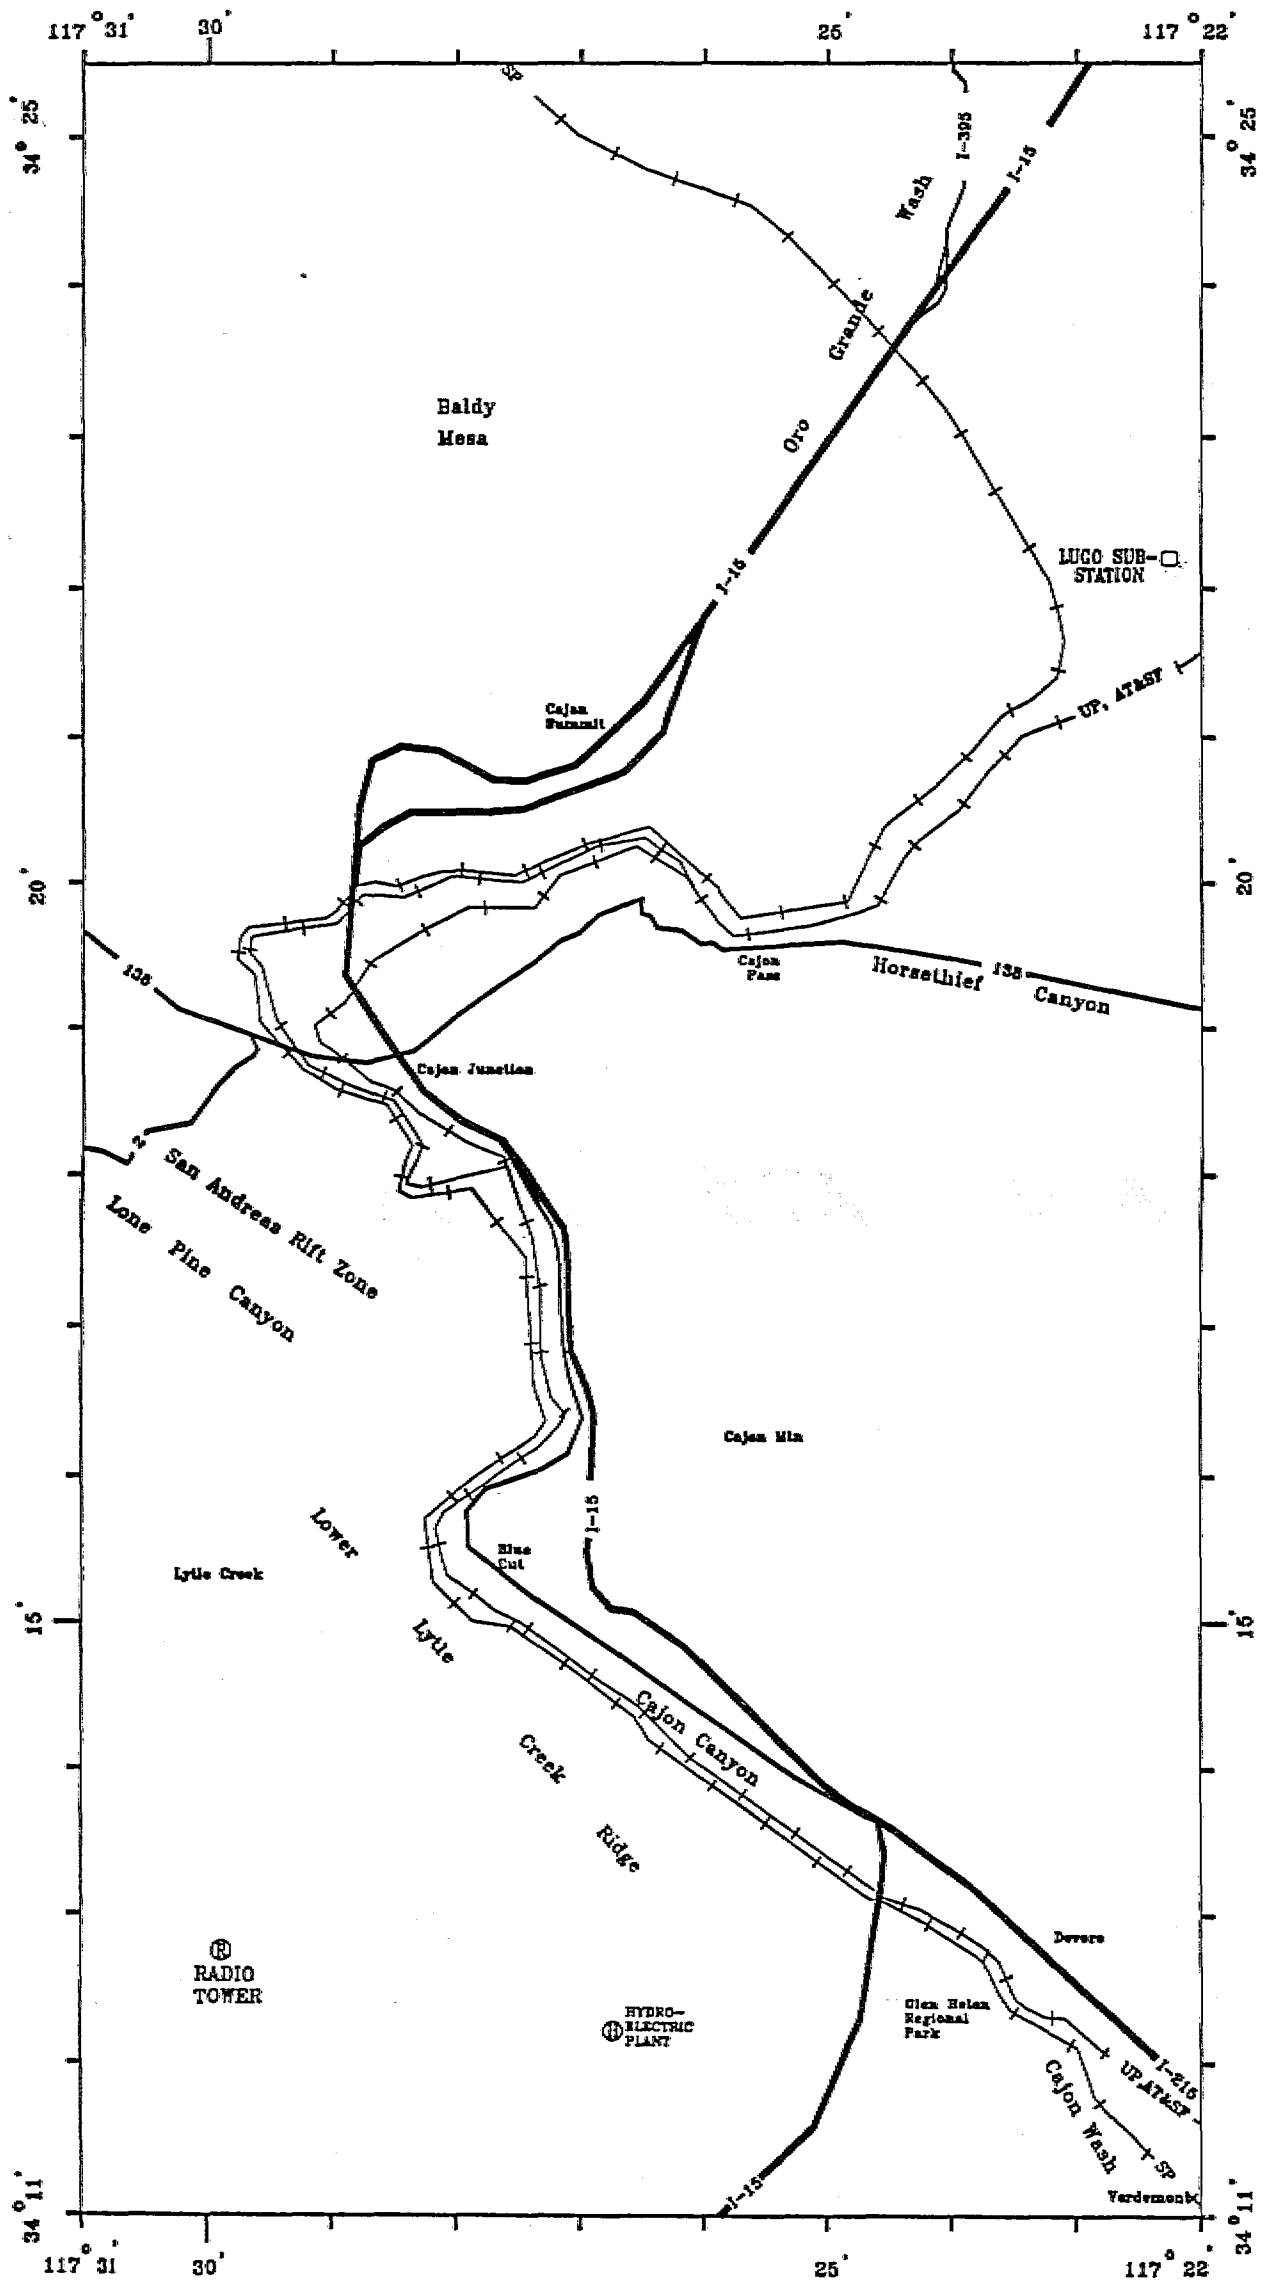 117° 31'
30'
25'
117° 22'
SP
34° 25'
34° 25'
I-395
I-15
Wash
Grande
Oro
Baldy
Mesa
LUGO SUB-
STATION
I-15
UP, AT&SF
Cajon
Summit
20'
20'
138
Cajon
Pass
Horsethief
138
Canyon
Cajon Junction
2
San Andreas Rift Zone
Lone Pine Canyon
Cajon Mtn
I-15
Lower
Blue
Cut
Lytle Creek
15'
15'
Lytle
Cajon Canyon
Creek
Ridge
Devore
RADIO
TOWER
R
HYDRO-
ELECTRIC
PLANT
H
Glen Helen
Regional
Park
I-215
UP, AT&SF
Cajon Wash
SP
Verdemont
I-15
34° 11'
34° 11'
117° 31'
30'
25'
117° 22'